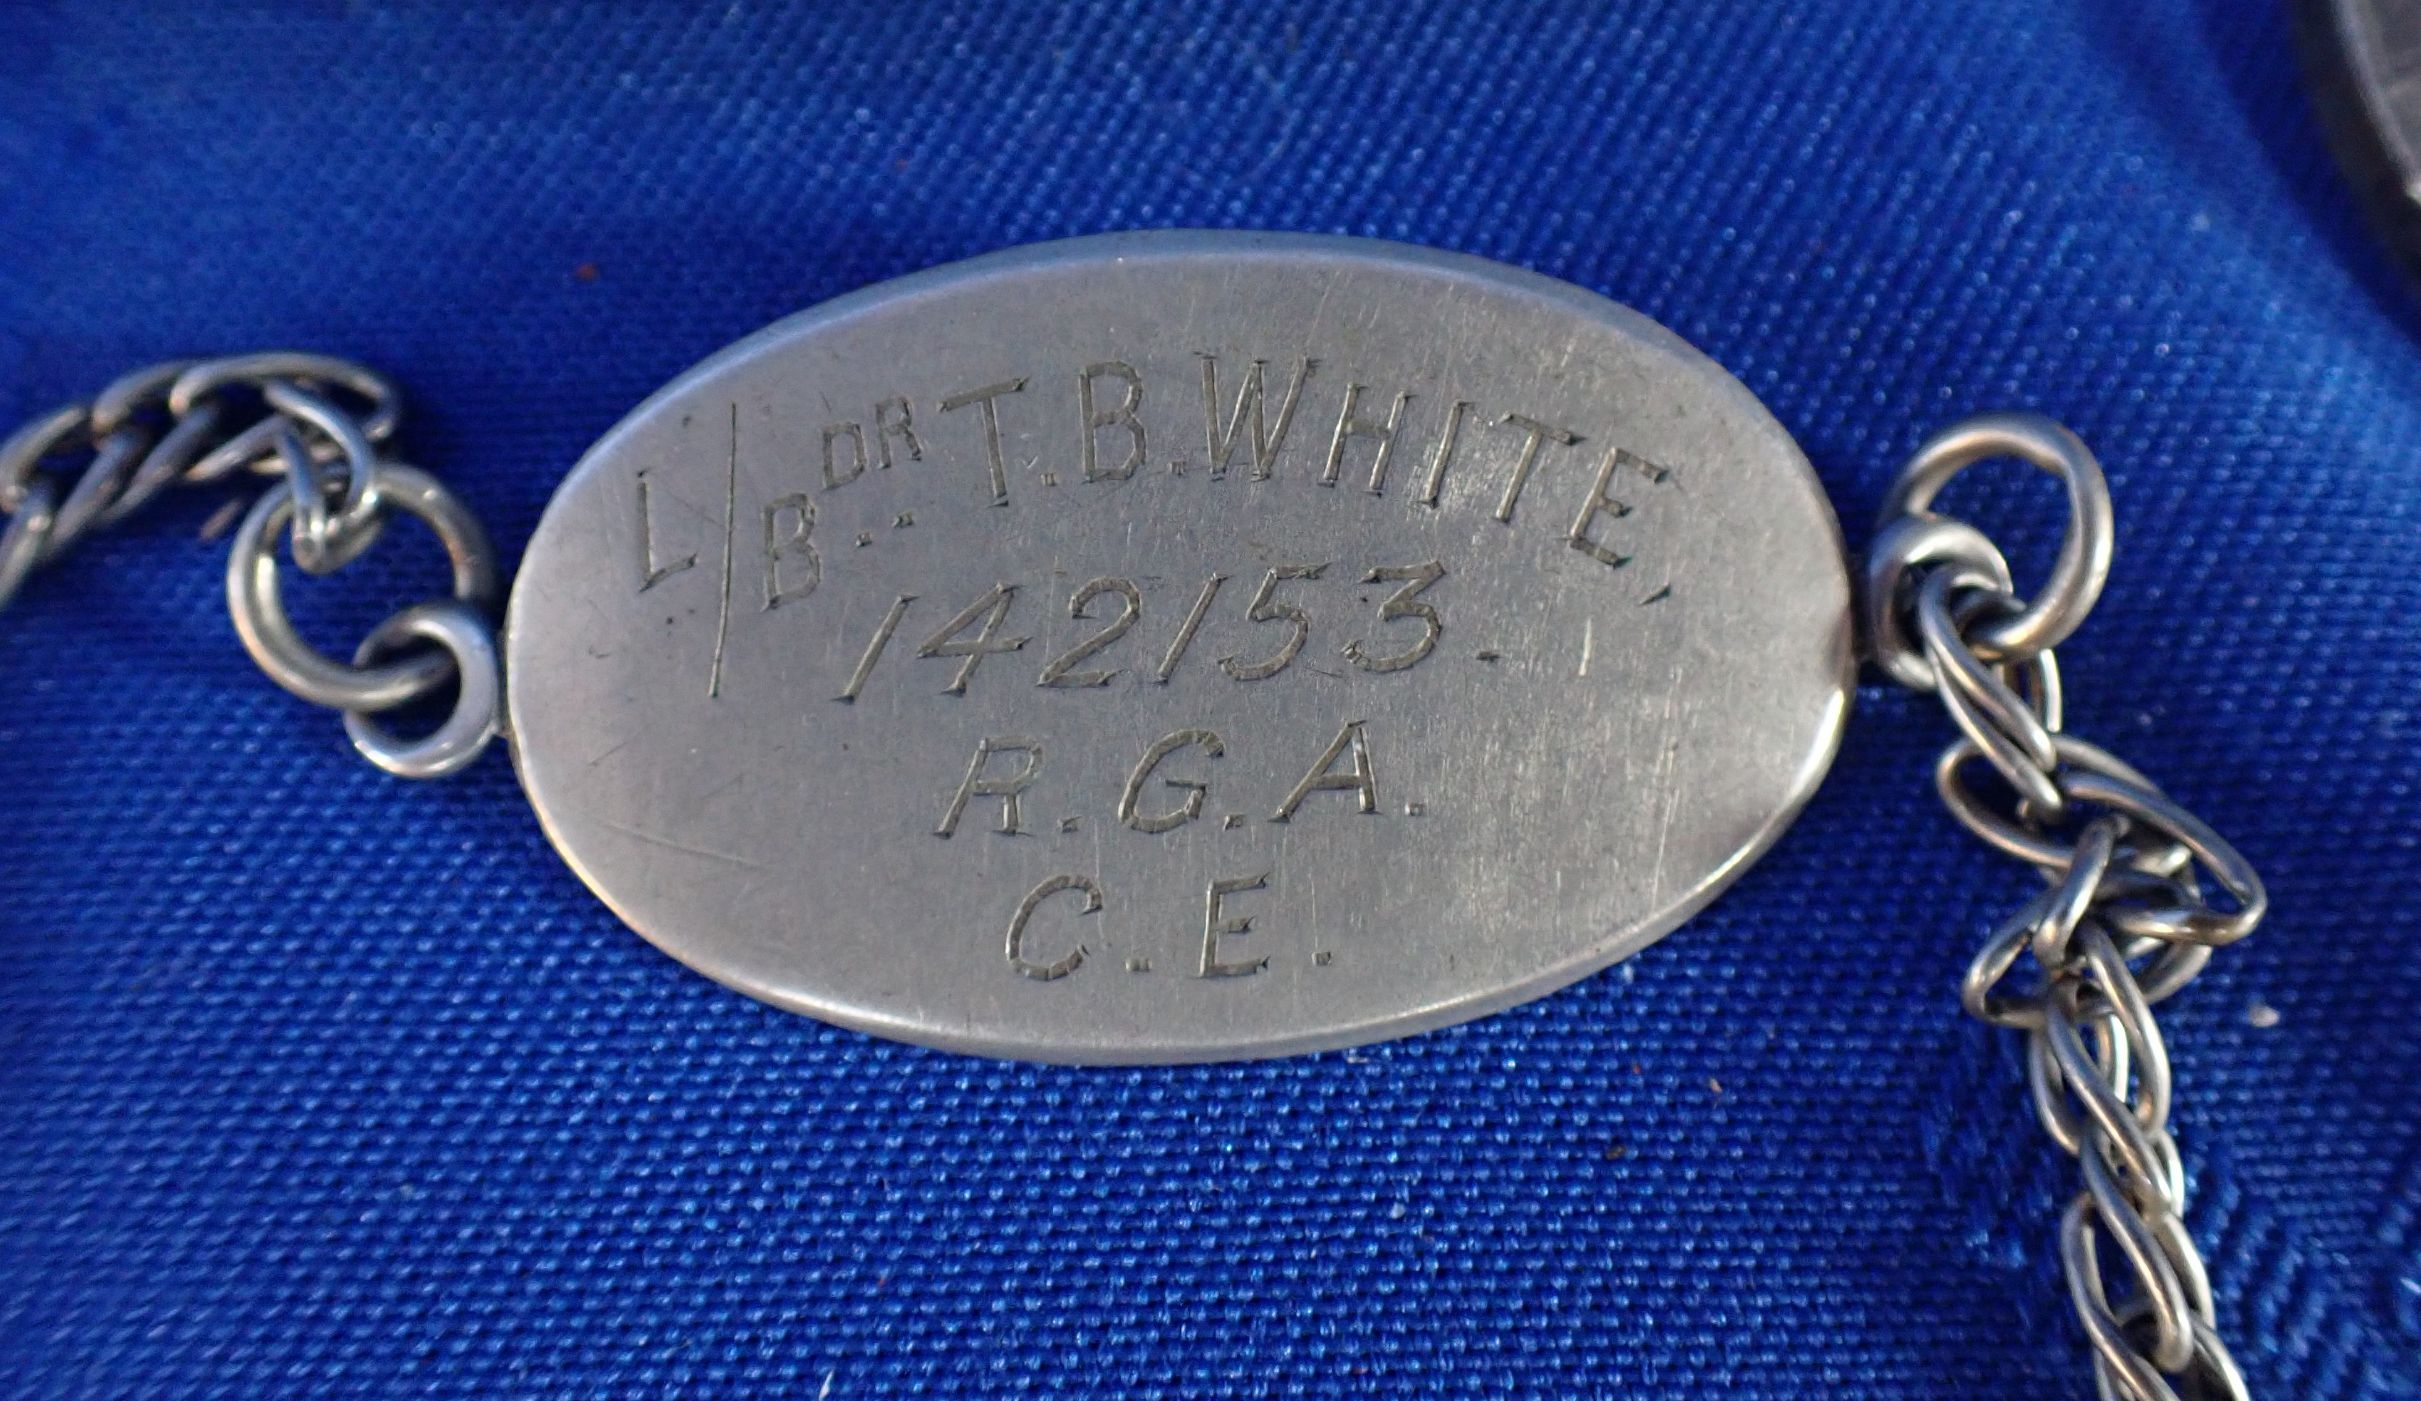 L/BDR.. T.B.WHITE,
142153.
R.G.A.
C.E.